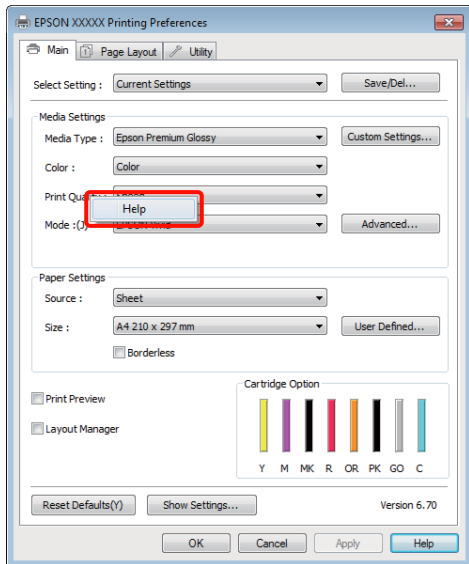 EPSON XXXXX Printing Preferences
Main Page Layout Utility
Select Setting : Current Settings Save/Del...
Media Settings
Media Type : Epson Premium Glossy Custom Settings...
Color : Color
Print Quality :
Help
Mode :(J) Advanced...
Paper Settings
Source : Sheet
Size : A4 210 x 297 mm User Defined...
Borderless
Print Preview
Layout Manager
Cartridge Option
Y M MK R OR PK GO C
Reset Defaults(Y) Show Settings... Version 6.70
OK Cancel Apply Help